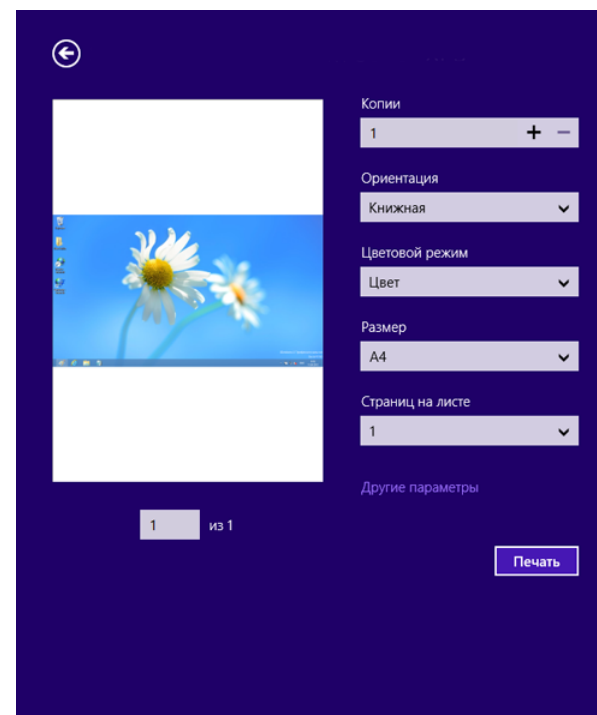 Копии
1
Ориентация
Книжная
Цветовой режим
Цвет
Размер
A4
Страниц на листе
1
Другие параметры
1 из 1
Печать